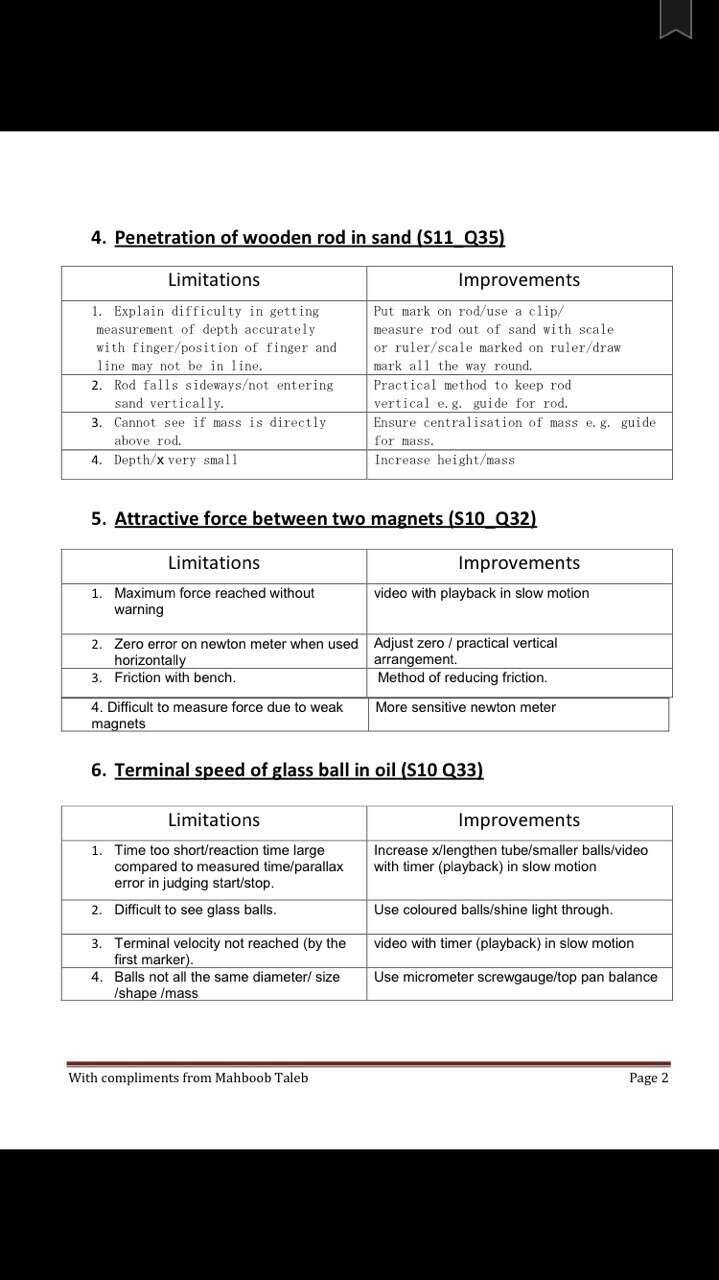 4. Penetration of wooden rod in sand (S11_Q35)
Limitations
Improvements
1. Explain difficulty in getting
measurement of depth accurately
with finger/position of finger and
line may not be in line.
Put mark on rod/use a clip/
measure rod out of sand with scale
or ruler/scale marked on ruler/draw
mark all the way round.
2. Rod falls sideways/not entering
sand vertically.
Practical method to keep rod
vertical e.g. guide for rod.
3. Cannot see if mass is directly
above rod.
Ensure centralisation of mass e.g. guide
for mass.
4. Depth/x very small
Increase height/mass
5. Attractive force between two magnets (S10_Q32)
Limitations
Improvements
1. Maximum force reached without
warning
video with playback in slow motion
2. Zero error on newton meter when used
horizontally
Adjust zero / practical vertical
arrangement.
3. Friction with bench.
Method of reducing friction.
4. Difficult to measure force due to weak
magnets
More sensitive newton meter
6. Terminal speed of glass ball in oil (S10 Q33)
Limitations
Improvements
1. Time too short/reaction time large
compared to measured time/parallax
error in judging start/stop.
Increase x/lengthen tube/smaller balls/video
with timer (playback) in slow motion
2. Difficult to see glass balls.
Use coloured balls/shine light through.
3. Terminal velocity not reached (by the
first marker).
video with timer (playback) in slow motion
4. Balls not all the same diameter/ size
/shape /mass
Use micrometer screwgauge/top pan balance
With compliments from Mahboob Taleb
Page 2